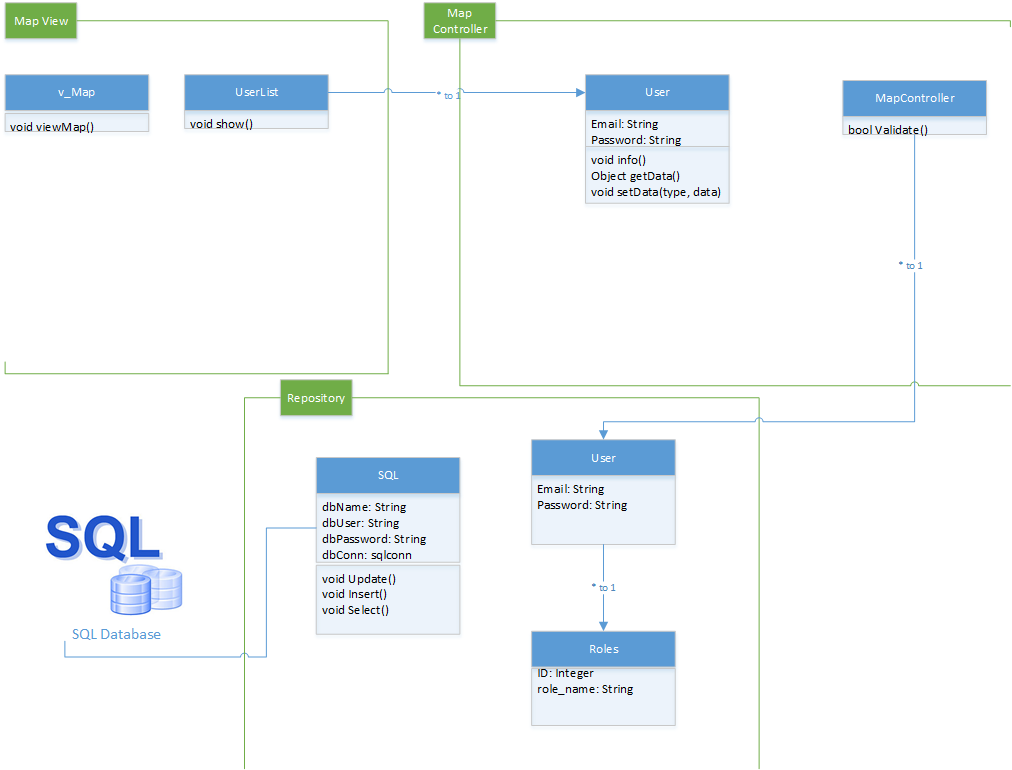 Map View
v_Map
void viewMap()
UserList
void show()
* to 1
Map
Controller
User
Email: String
Password: String
void info()
Object getData()
void setData(type, data)
MapController
bool Validate()
* to 1
Repository
SQL
dbName: String
dbUser: String
dbPassword: String
dbConn: sqlconn
void Update()
void Insert()
void Select()
SQL
SQL Database
User
Email: String
Password: String
* to 1
Roles
ID: Integer
role_name: String